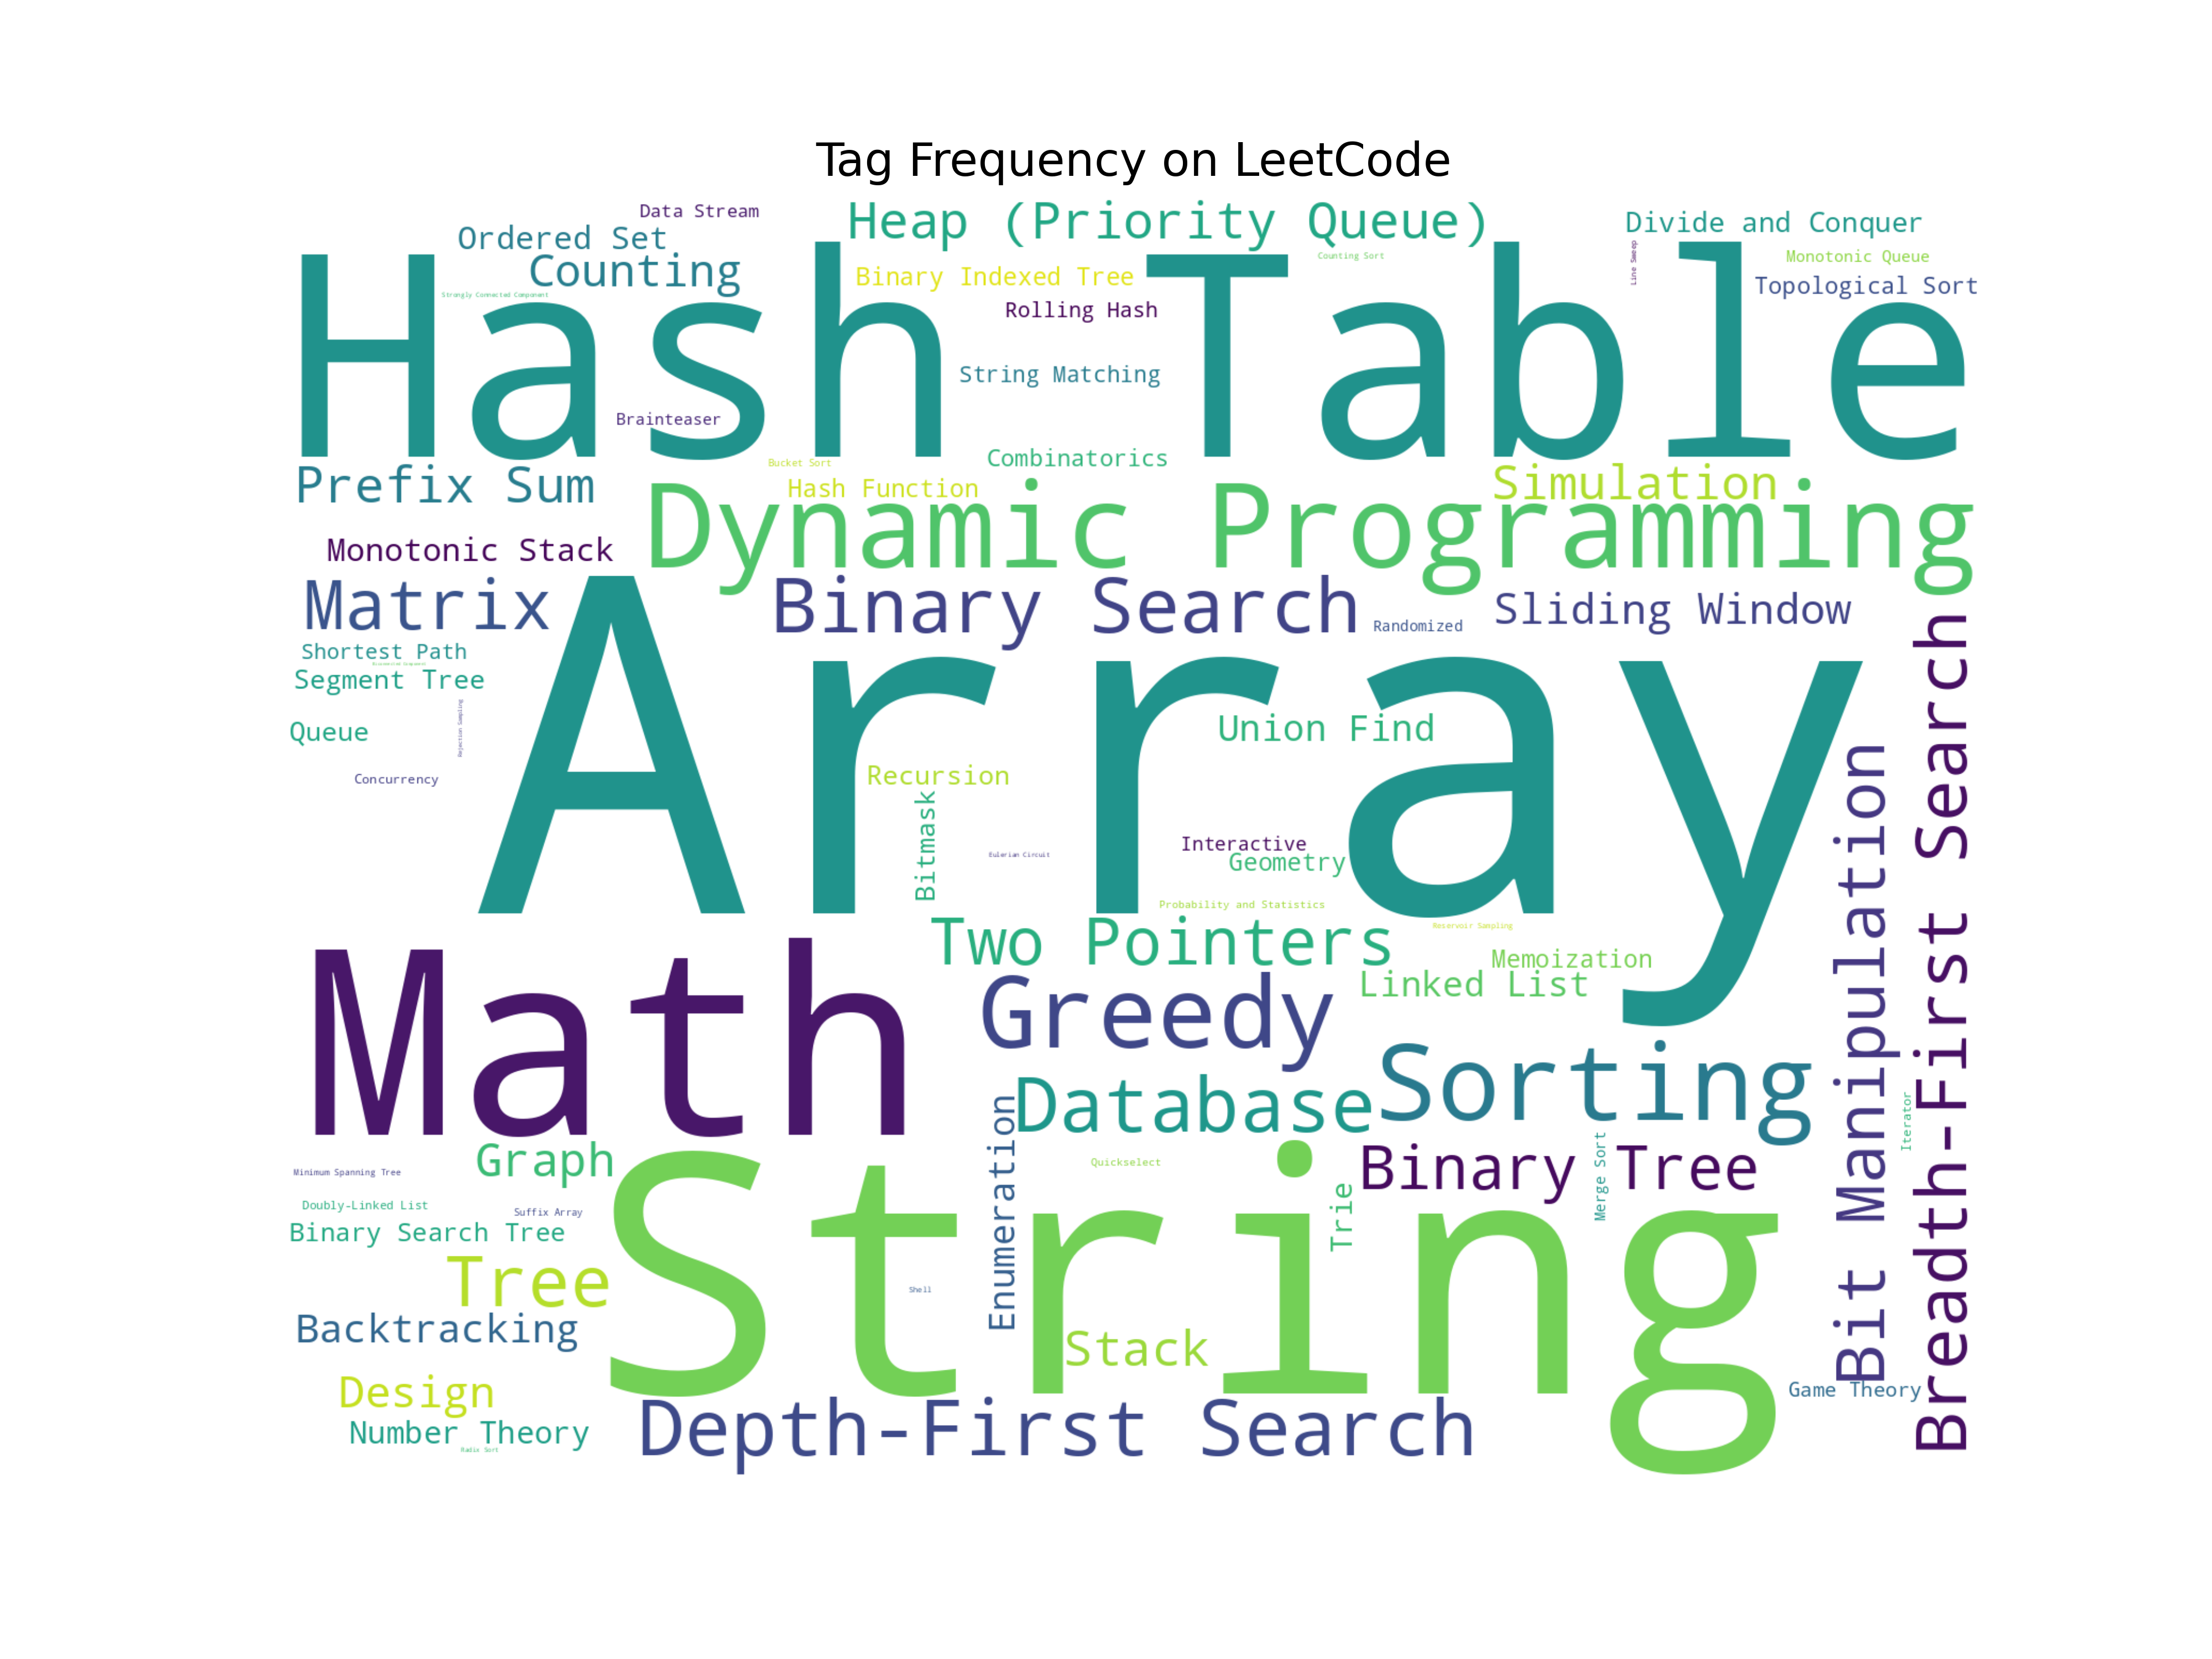 Tag Frequency on LeetCode
Data Stream
Heap (Priority Queue)
Divide and Conquer
Ordered Set
Counting
Counting Sort
Line Sweep
Monotonic Queue
Binary Indexed Tree
Topological Sort
Strongly Connected Component
Rolling Hash
Hash Table
String Matching
Brainteaser
Combinatorics
Bucket Sort
Prefix Sum
Hash Function
Simulation
Dynamic Programming
Monotonic Stack
Matrix
Binary Search
Sliding Window
Randomized
Shortest Path
Biconnected Component
Segment Tree
Queue
Rejection Sampling
Concurrency
Array
Union Find
Recursion
Bitmask
Eulerian Circuit
Interactive
Geometry
Probability and Statistics
Reservoir Sampling
Two Pointers
Memoization
Linked List
Bit Manipulation
Breadth-First Search
Math
Greedy
Sorting
Database
Enumeration
Iterator
Graph
Quickselect
Binary Tree
Merge Sort
Minimum Spanning Tree
Trie
Doubly-Linked List
Suffix Array
Binary Search Tree
String
Tree
Shell
Backtracking
Stack
Design
Game Theory
Number Theory
Depth-First Search
Radix Sort